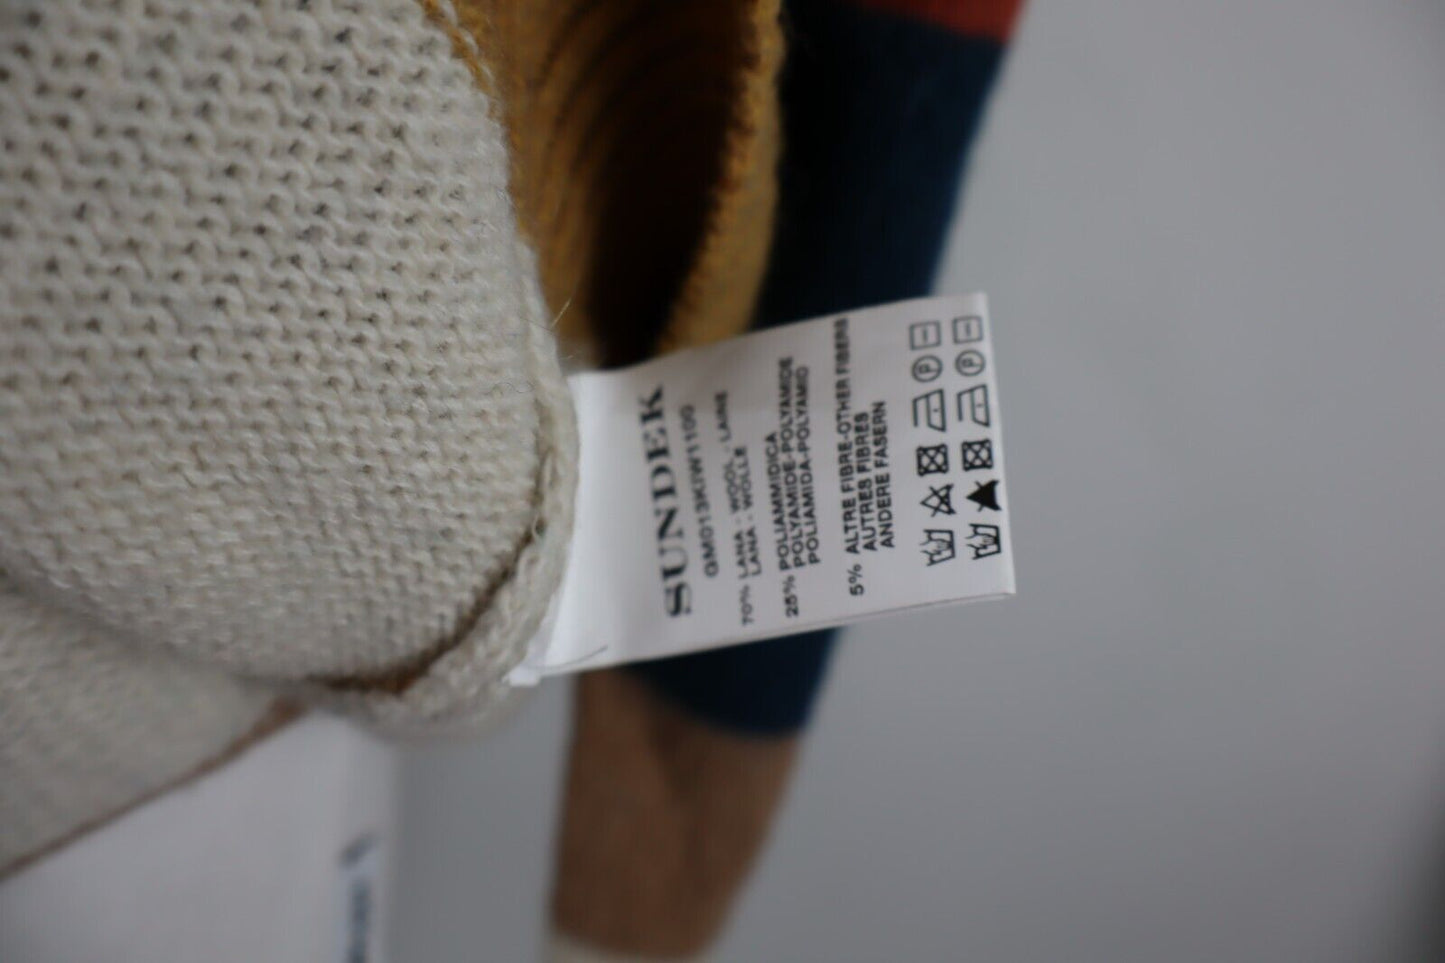 SUNDEK
GM013KIW1100
70% LANA - WOOL - LAINE
LANA - WOLLE
25% POLIAMMIDICA
POLYAMIDE-POLYAMIDE
POLIAMIDA-POLYAMID
5% ALTRE FIBRE-OTHER FIBERS
AUTRES FIBRES
ANDERE FASERN
P
P